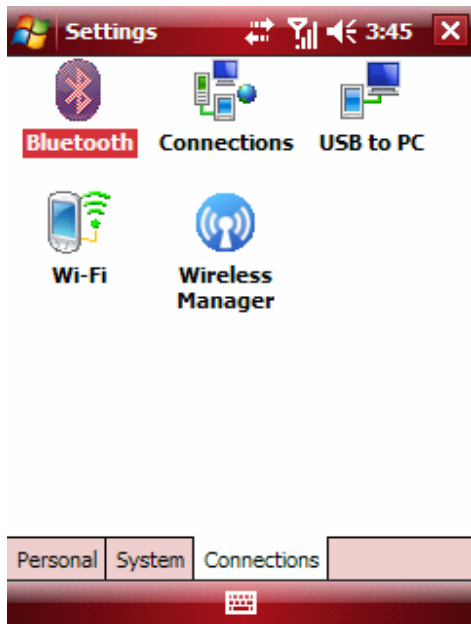 Settings 3:45
Bluetooth Connections USB to PC
Wi-Fi Wireless
Manager
Personal System Connections